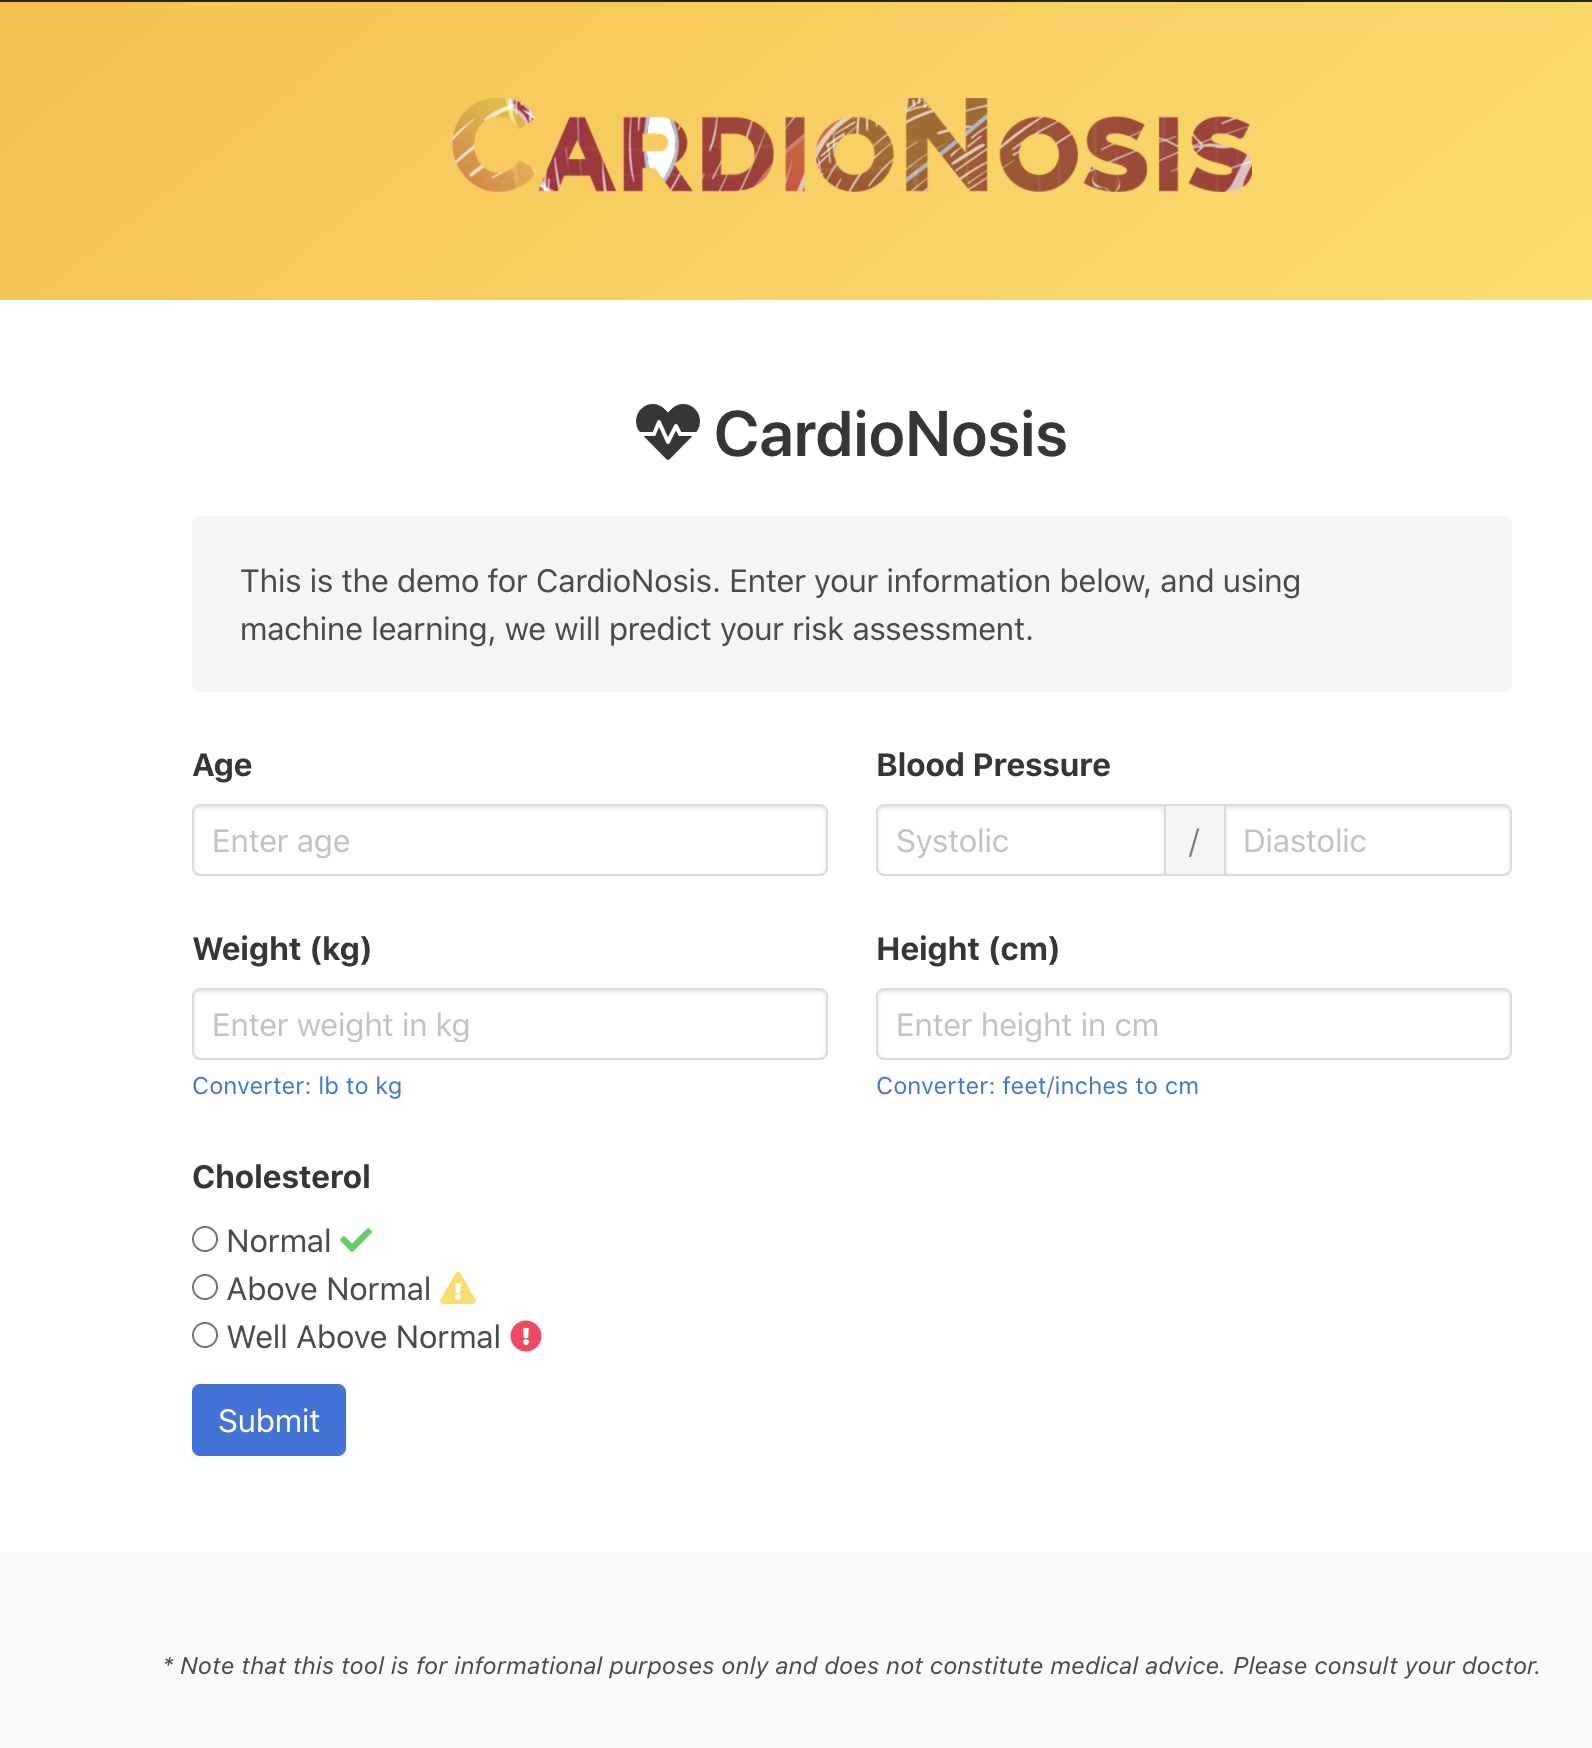 CARDIONOSIS
CardioNosis
This is the demo for CardioNosis. Enter your information below, and using
machine learning, we will predict your risk assessment.
Age
Blood Pressure
Enter age
Systolic / Diastolic
Weight (kg)
Height (cm)
Enter weight in kg
Enter height in cm
Converter: lb to kg
Converter: feet/inches to cm
Cholesterol
Normal
Above Normal
Well Above Normal
Submit
* Note that this tool is for informational purposes only and does not constitute medical advice. Please consult your doctor.